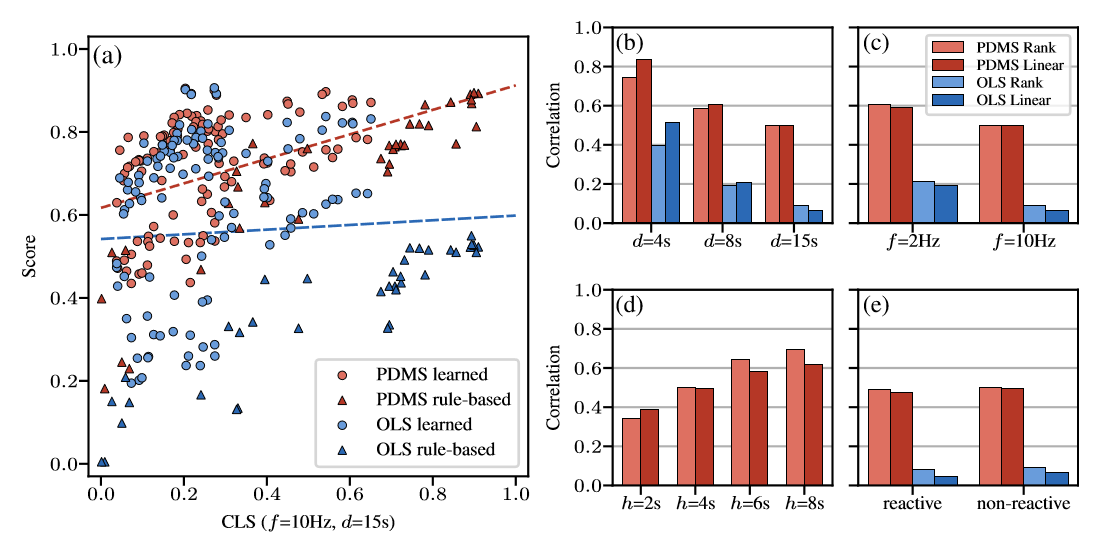 (a)
1.0
0.8
0.6
0.4
0.2
0.0
Score
0.0 0.2 0.4 0.6 0.8 1.0
CLS (f=10Hz, d=15s)
PDMS learned
PDMS rule-based
OLS learned
OLS rule-based
(b)
1.0
0.8
0.6
0.4
0.2
0.0
Correlation
d=4s d=8s d=15s
(c)
PDMS Rank
PDMS Linear
OLS Rank
OLS Linear
f=2Hz f=10Hz
(d)
1.0
0.8
0.6
0.4
0.2
0.0
Correlation
h=2s h=4s h=6s h=8s
(e)
reactive non-reactive